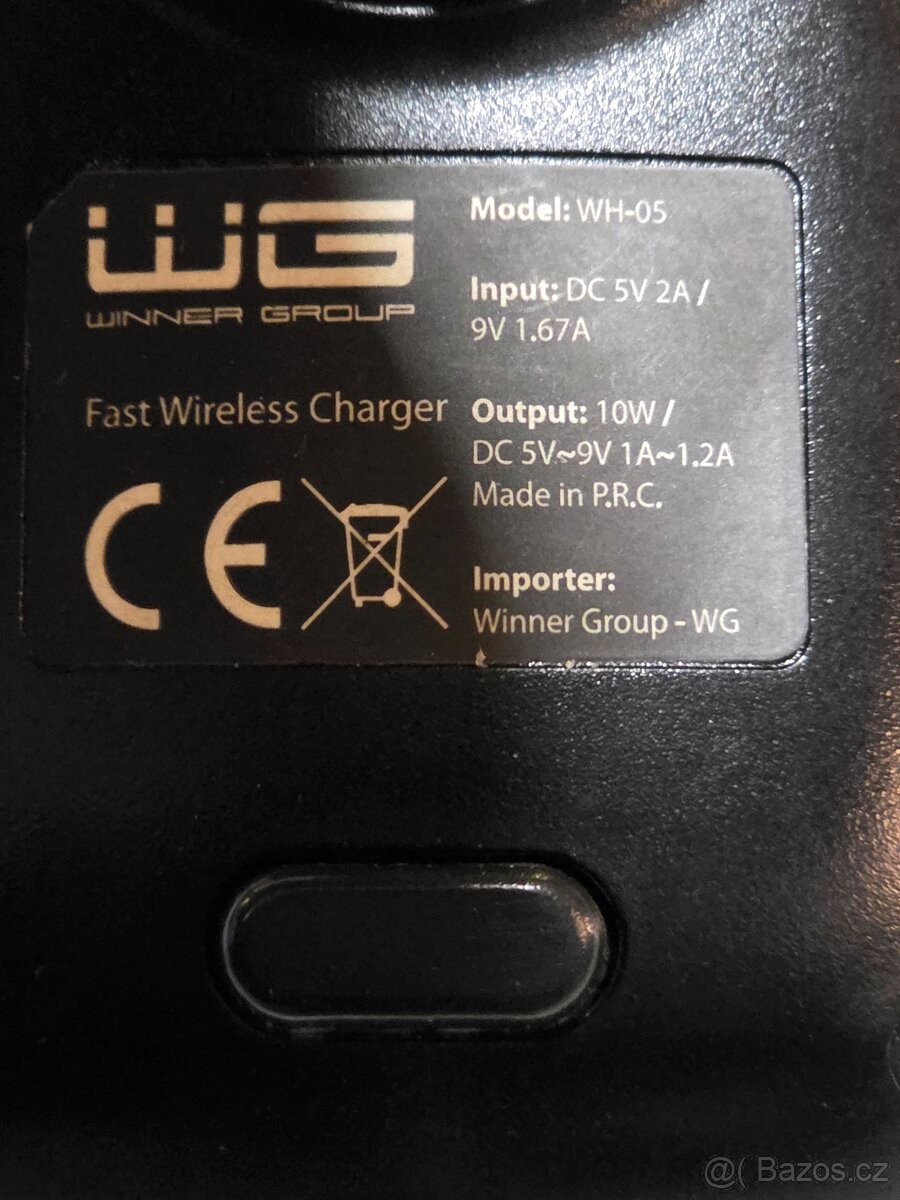 WG
WINNER GROUP
Fast Wireless Charger
CE
Model: WH-05
Input: DC 5V 2A /
9V 1.67A
Output: 10W /
DC 5V~9V 1A~1.2A
Made in P.R.C.
Importer:
Winner Group - WG
@( Bazos.cz